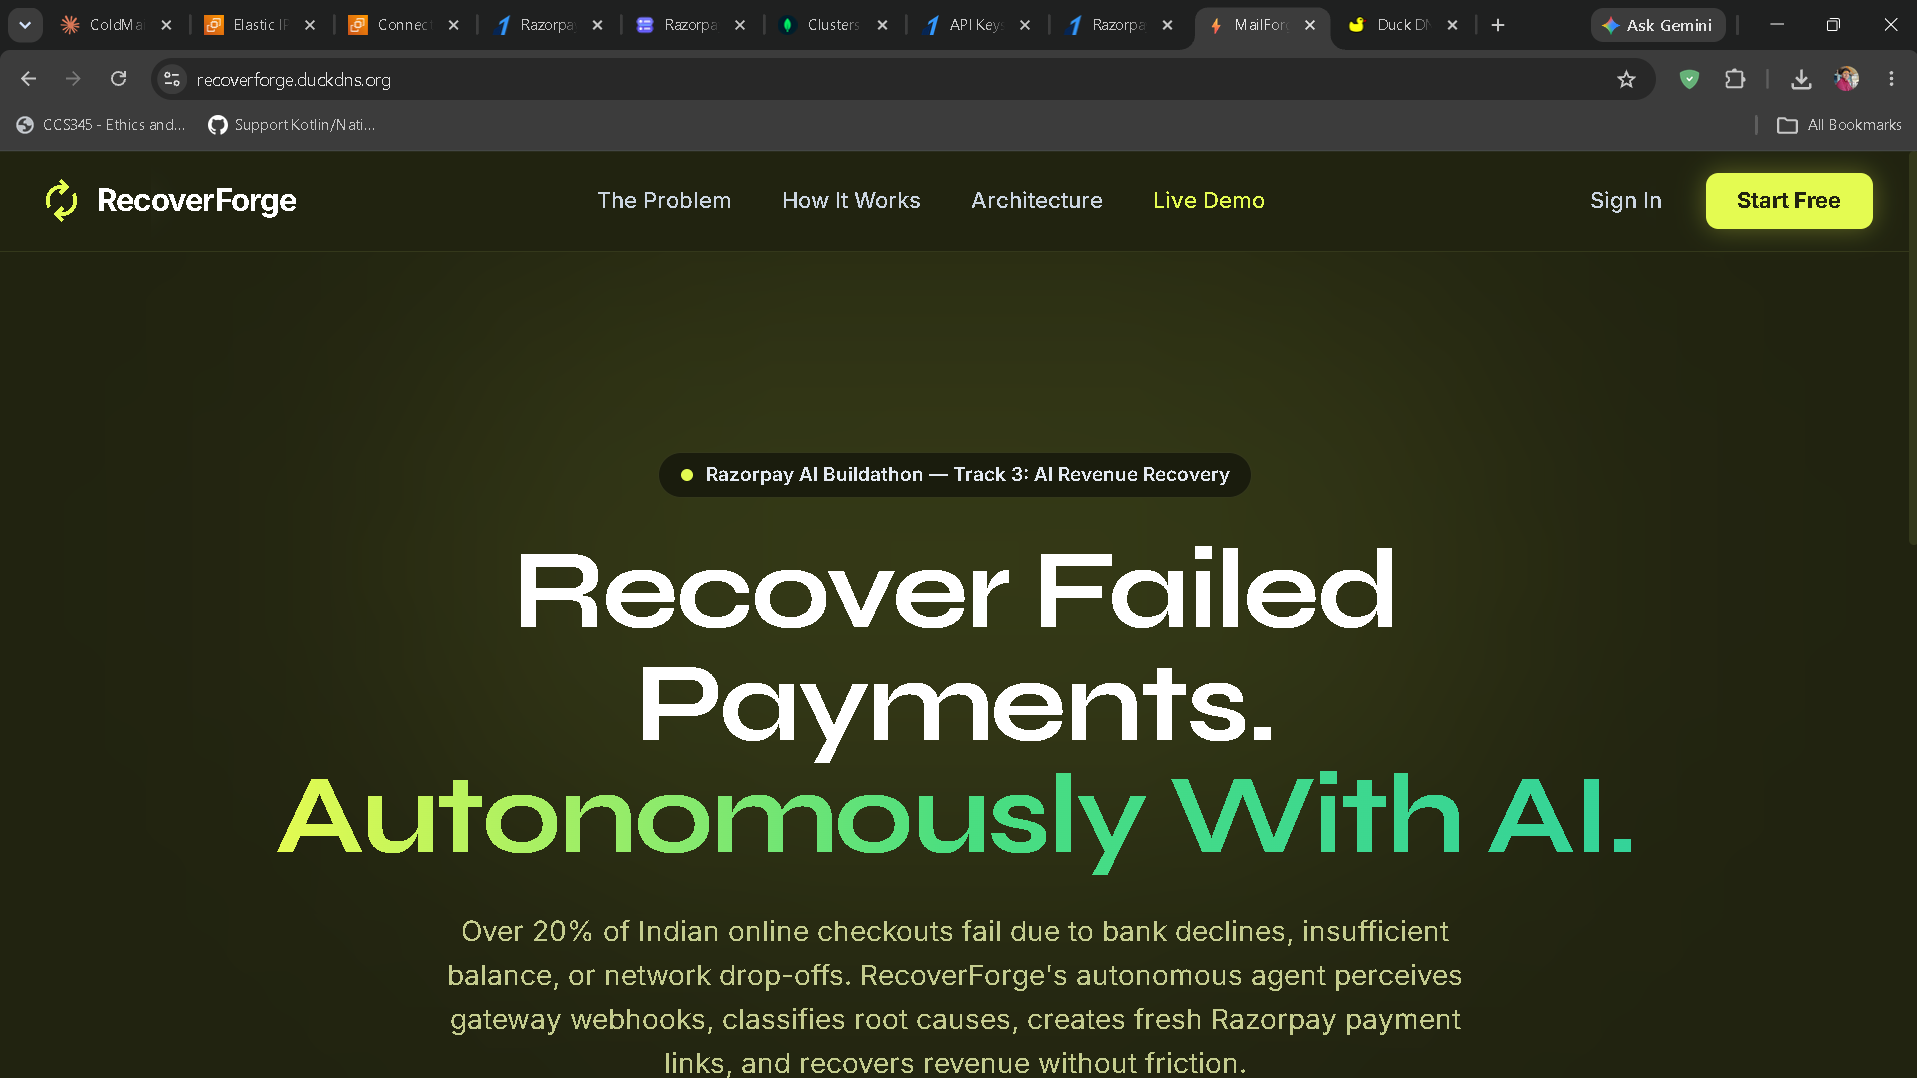 ColdMa
Elastic IP
Connec
Razorpa
Razorpa
Clusters
API Key
Razorpa
MailFor
Duck D
Ask Gemini
recoverforge.duckdns.org
CCS345 - Ethics and...
Support Kotlin/Nati...
All Bookmarks
RecoverForge
The Problem
How It Works
Architecture
Live Demo
Sign In
Start Free
Razorpay AI Buildathon — Track 3: AI Revenue Recovery
Recover Failed
Payments.
Autonomously With AI.
Over 20% of Indian online checkouts fail due to bank declines, insufficient
balance, or network drop-offs. RecoverForge's autonomous agent perceives
gateway webhooks, classifies root causes, creates fresh Razorpay payment
links, and recovers revenue without friction.